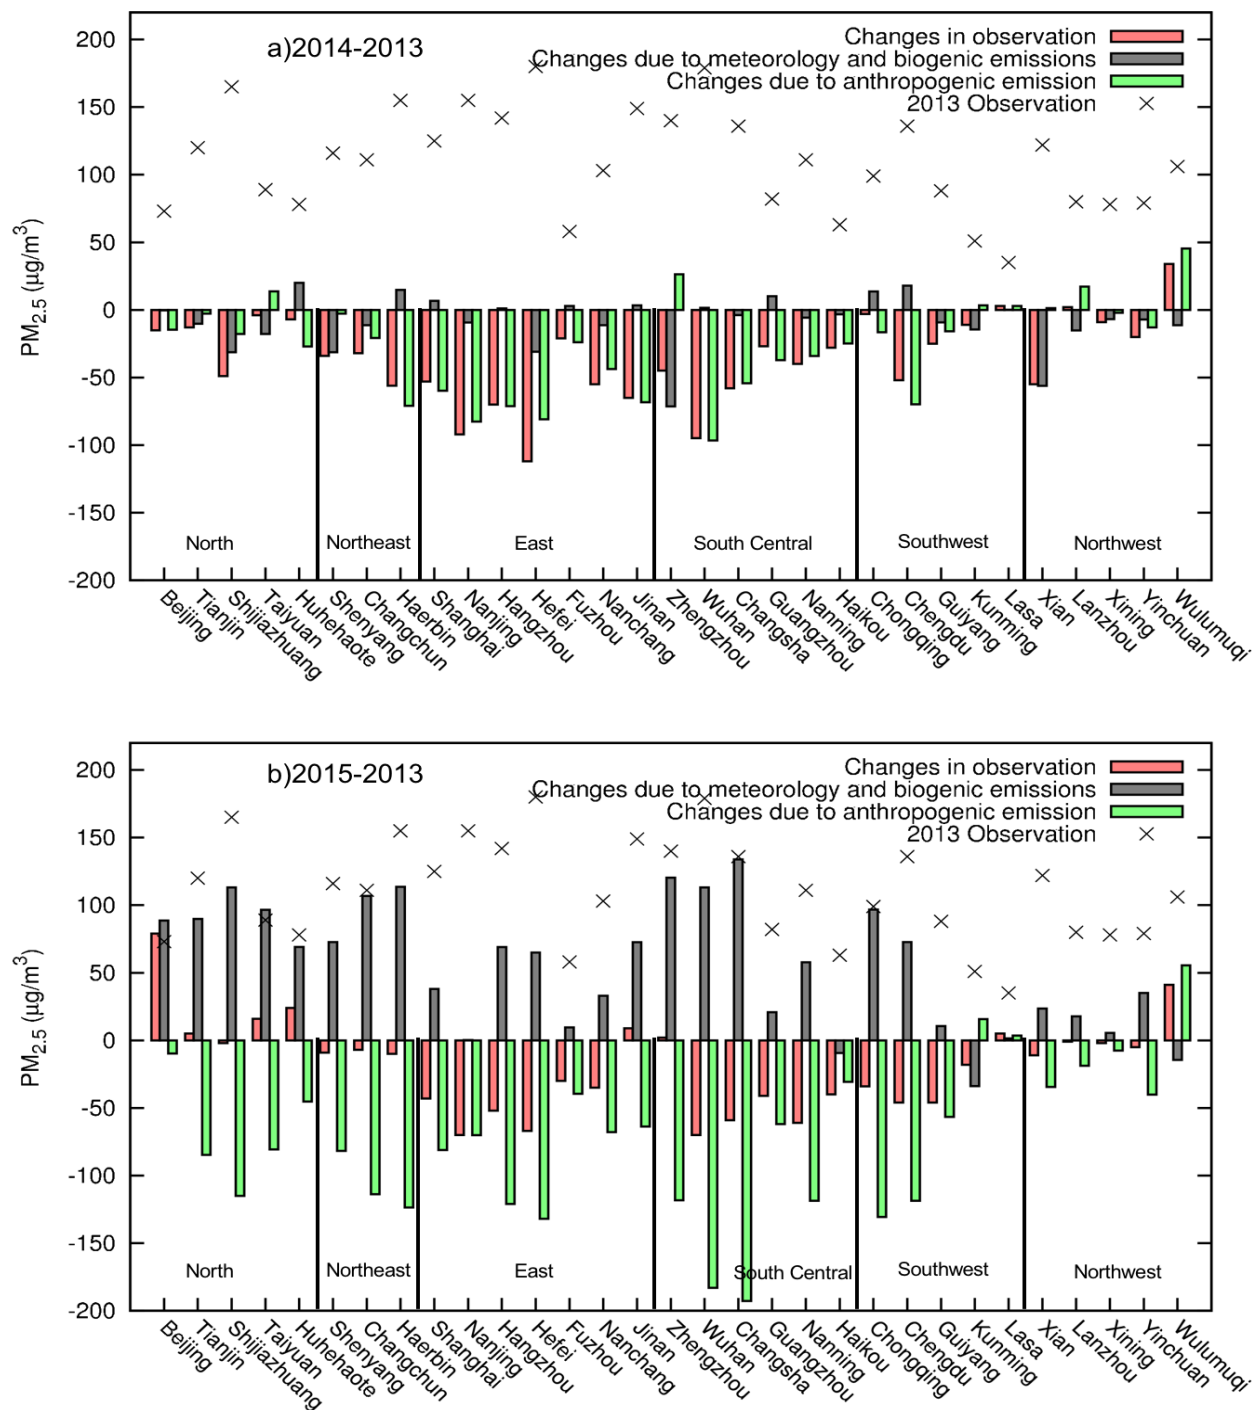 a)2014-2013
Changes in observation
Changes due to meteorology and biogenic emissions
Changes due to anthropogenic emission
2013 Observation
PM2.5 (μg/m3)
200
150
100
50
0
-50
-100
-150
-200
North
Northeast
East
South Central
Southwest
Northwest
Beijing
Tianjin
Shijiazhuang
Taiyuan
Huhehaote
Shenyang
Changchun
Haerbin
Shanghai
Nanjing
Hangzhou
Hefei
Fuzhou
Nanchang
Jinan
Zhengzhou
Wuhan
Changsha
Guangzhou
Nanning
Haikou
Chongqing
Chengdu
Guiyang
Kunming
Lasa
Xian
Lanzhou
Xining
Yinchuan
Wulumuqi
b)2015-2013
Changes in observation
Changes due to meteorology and biogenic emissions
Changes due to anthropogenic emission
2013 Observation
PM2.5 (μg/m3)
200
150
100
50
0
-50
-100
-150
-200
North
Northeast
East
South Central
Southwest
Northwest
Beijing
Tianjin
Shijiazhuang
Taiyuan
Huhehaote
Shenyang
Changchun
Haerbin
Shanghai
Nanjing
Hangzhou
Hefei
Fuzhou
Nanchang
Jinan
Zhengzhou
Wuhan
Changsha
Guangzhou
Nanning
Haikou
Chongqing
Chengdu
Guiyang
Kunming
Lasa
Xian
Lanzhou
Xining
Yinchuan
Wulumuqi